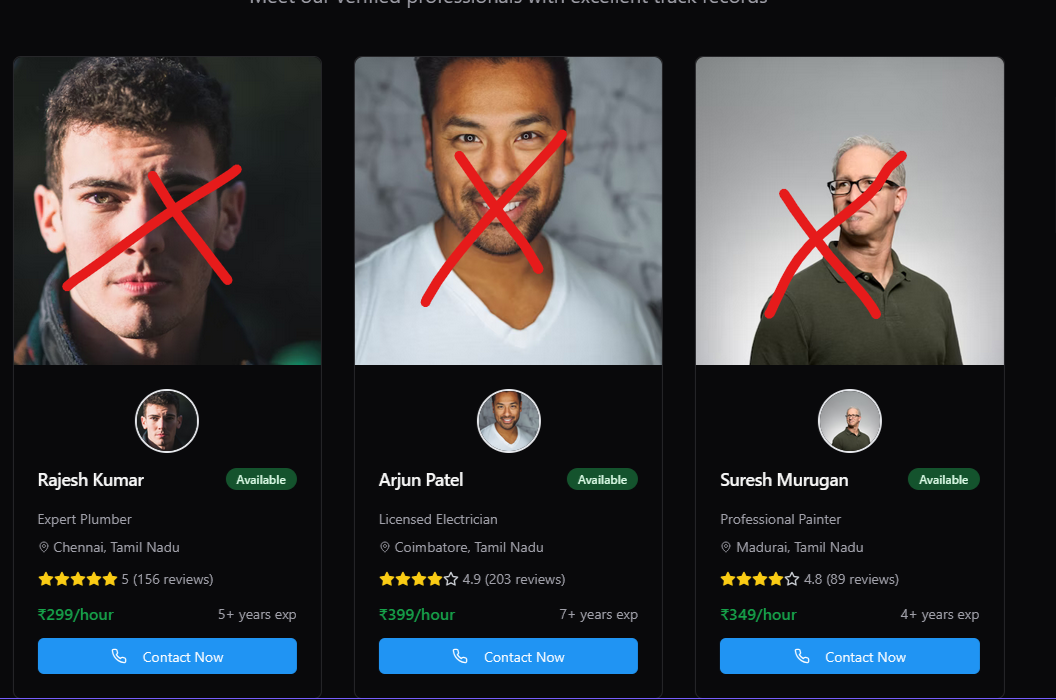 Meet our verified professionals with excellent track records
Rajesh Kumar Available
Expert Plumber
Chennai, Tamil Nadu
5 (156 reviews)
₹299/hour 5+ years exp
Contact Now
Arjun Patel Available
Licensed Electrician
Coimbatore, Tamil Nadu
4.9 (203 reviews)
₹399/hour 7+ years exp
Contact Now
Suresh Murugan Available
Professional Painter
Madurai, Tamil Nadu
4.8 (89 reviews)
₹349/hour 4+ years exp
Contact Now